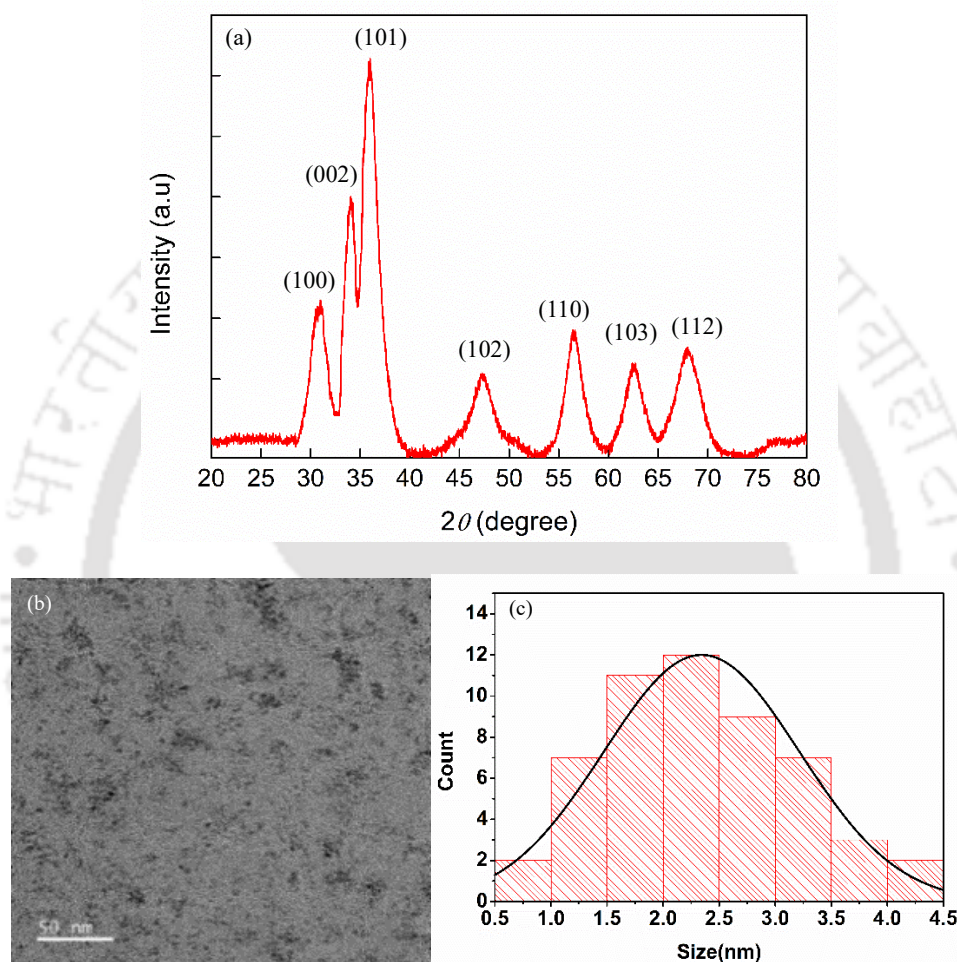 (a)
(101)
(002)
(100)
(110)
(112)
(103)
(102)
Intensity (a.u)
20 25 30 35 40 45 50 55 60 65 70 75 80
2θ (degree)
(b)
50 nm
(c)
14
12
10
8
6
4
2
0
Count
0.5 1.0 1.5 2.0 2.5 3.0 3.5 4.0 4.5
Size(nm)